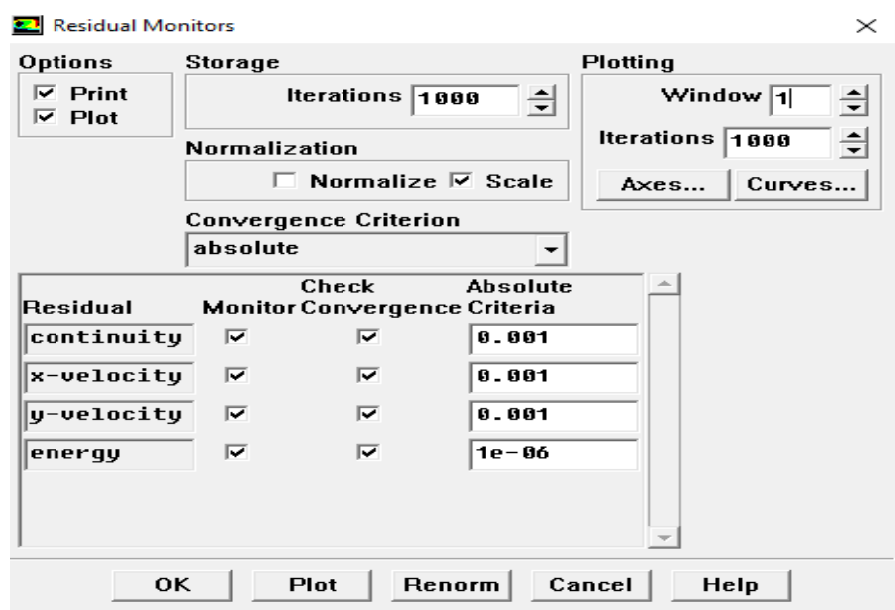 Residual Monitors
Options
Print
Plot
Storage
Iterations 1000
Normalization
Normalize Scale
Convergence Criterion
absolute
Plotting
Window 1
Iterations 1000
Axes... Curves...
Check Absolute
Residual Monitor Convergence Criteria
continuity 0.001
x-velocity 0.001
y-velocity 0.001
energy 1e-06
OK Plot Renorm Cancel Help